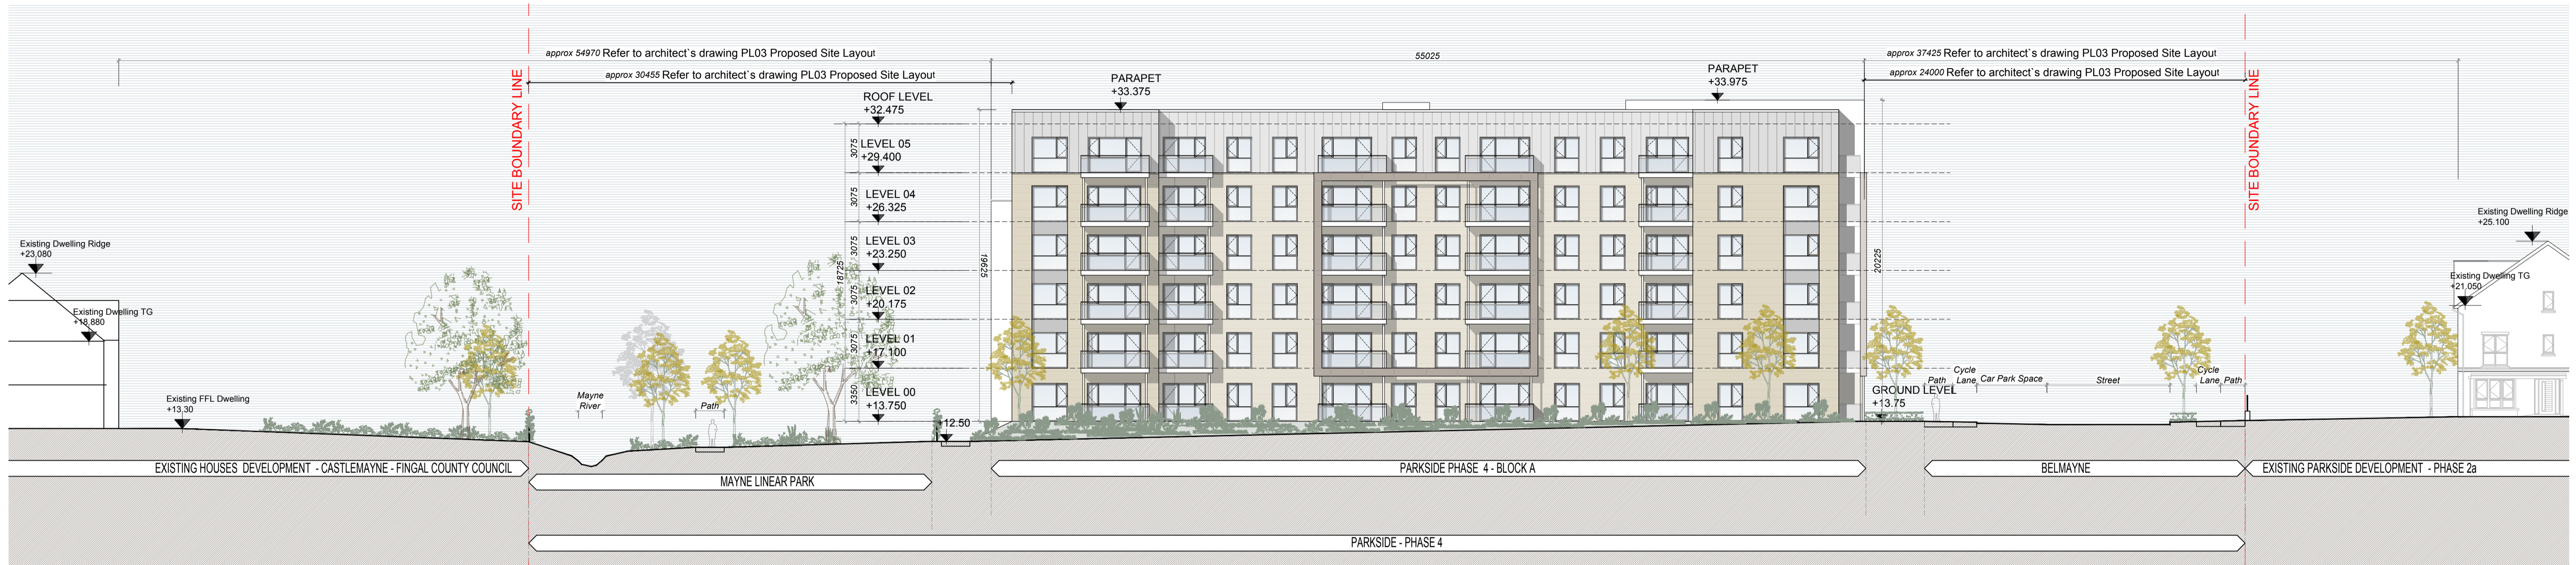 approx 54970 Refer to architect`s drawing PL03 Proposed Site Layout
55025
approx 37425 Refer to architect`s drawing PL03 Proposed Site Layout
approx 30455 Refer to architect`s drawing PL03 Proposed Site Layout
approx 24000 Refer to architect`s drawing PL03 Proposed Site Layout
SITE BOUNDARY LINE
SITE BOUNDARY LINE
PARAPET
+33.375
PARAPET
+33.975
ROOF LEVEL
+32.475
3075
LEVEL 05
+29.400
3075
LEVEL 04
+26.325
3075
LEVEL 03
+23.250
18725
19625
20225
3075
LEVEL 02
+20.175
3075
LEVEL 01
+17.100
3350
LEVEL 00
+13.750
Existing Dwelling Ridge
+23.080
Existing Dwelling TG
+18.880
Existing FFL Dwelling
+13.30
Mayne
River
Path
+12.50
GROUND LEVEL
+13.75
Path
Cycle
Lane
Car Park Space
Street
Cycle
Lane
Path
Existing Dwelling Ridge
+25.100
Existing Dwelling TG
+21.050
EXISTING HOUSES DEVELOPMENT - CASTLEMAYNE - FINGAL COUNTY COUNCIL
MAYNE LINEAR PARK
PARKSIDE PHASE 4 - BLOCK A
BELMAYNE
EXISTING PARKSIDE DEVELOPMENT - PHASE 2a
PARKSIDE - PHASE 4